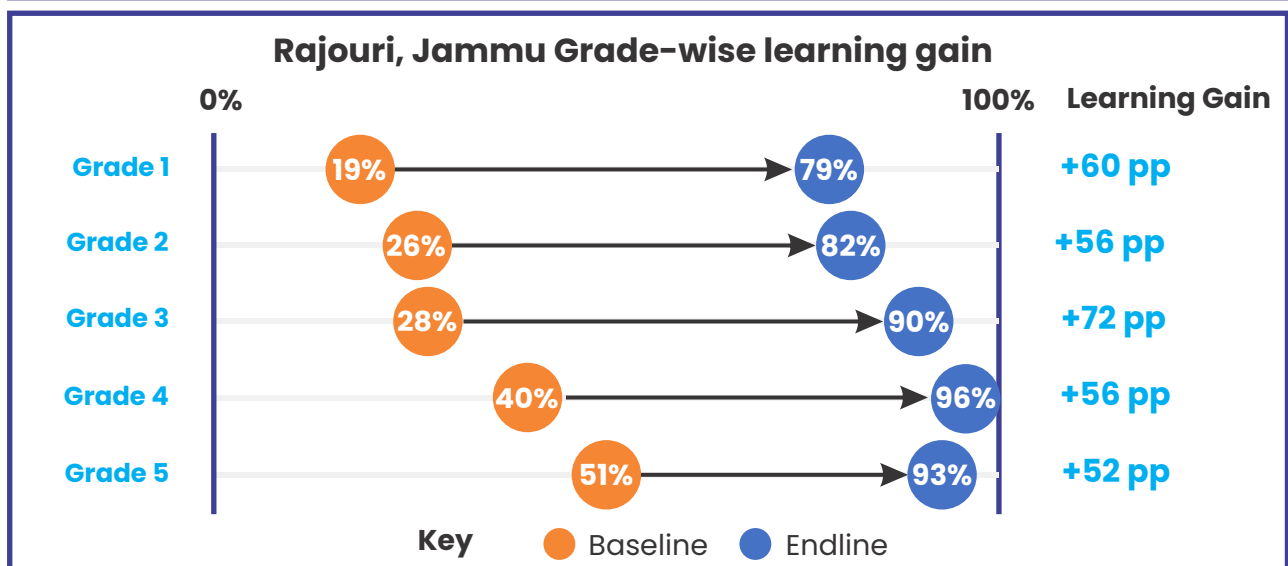 Rajouri, Jammu Grade-wise learning gain
0% 100% Learning Gain
Grade 1 19% 79% +60 pp
Grade 2 26% 82% +56 pp
Grade 3 28% 90% +72 pp
Grade 4 40% 96% +56 pp
Grade 5 51% 93% +52 pp
Key Baseline Endline